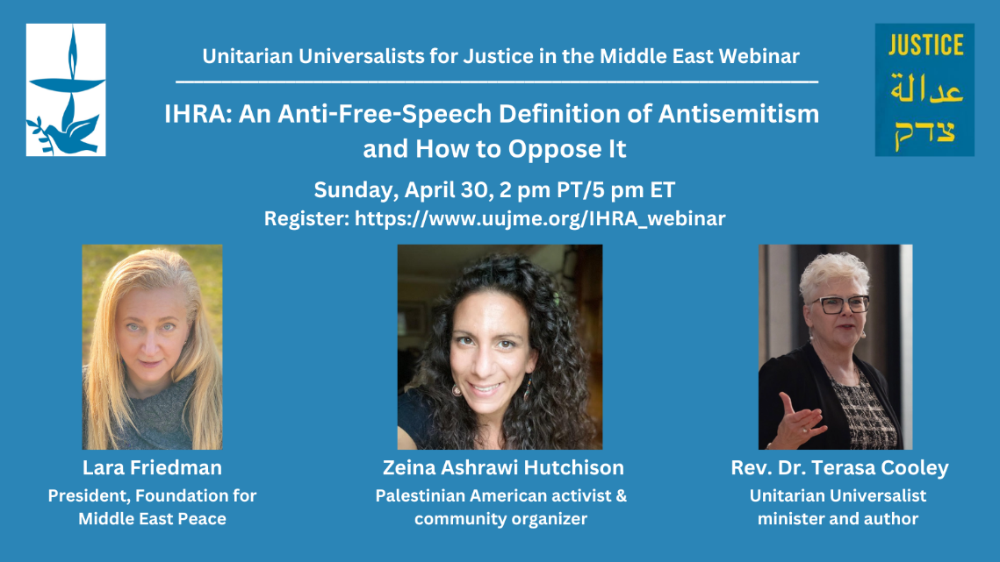 Unitarian Universalists for Justice in the Middle East Webinar
IHRA: An Anti-Free-Speech Definition of Antisemitism
and How to Oppose It
Sunday, April 30, 2 pm PT/5 pm ET
Register: https://www.uujme.org/IHRA_webinar
JUSTICE
عدالة
צדק
Lara Friedman
President, Foundation for
Middle East Peace
Zeina Ashrawi Hutchison
Palestinian American activist &
community organizer
Rev. Dr. Terasa Cooley
Unitarian Universalist
minister and author